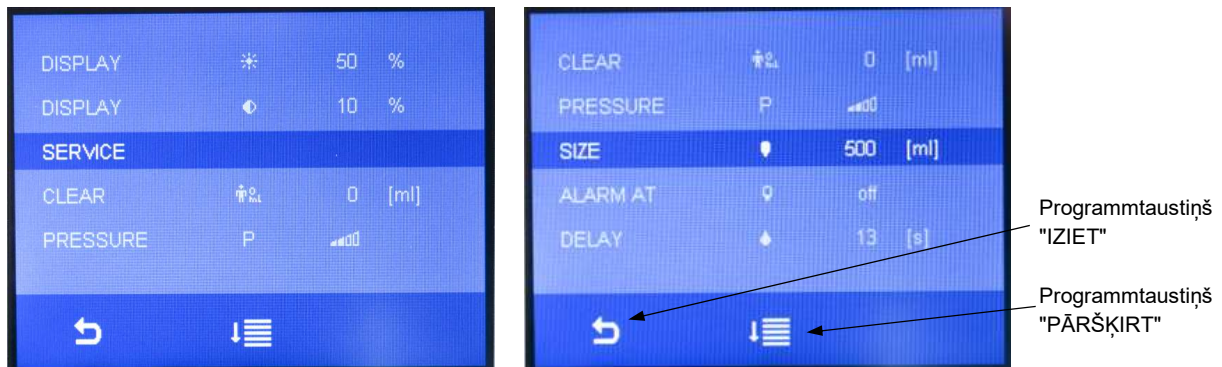 DISPLAY 50 %
DISPLAY 10 %
SERVICE
CLEAR 0 [ml]
PRESSURE P
CLEAR 0 [ml]
PRESSURE P
SIZE 500 [ml]
ALARM AT off
DELAY 13 [s]
Programmtaustiņš
"IZIET"
Programmtaustiņš
"PĀRŠĶIRT"